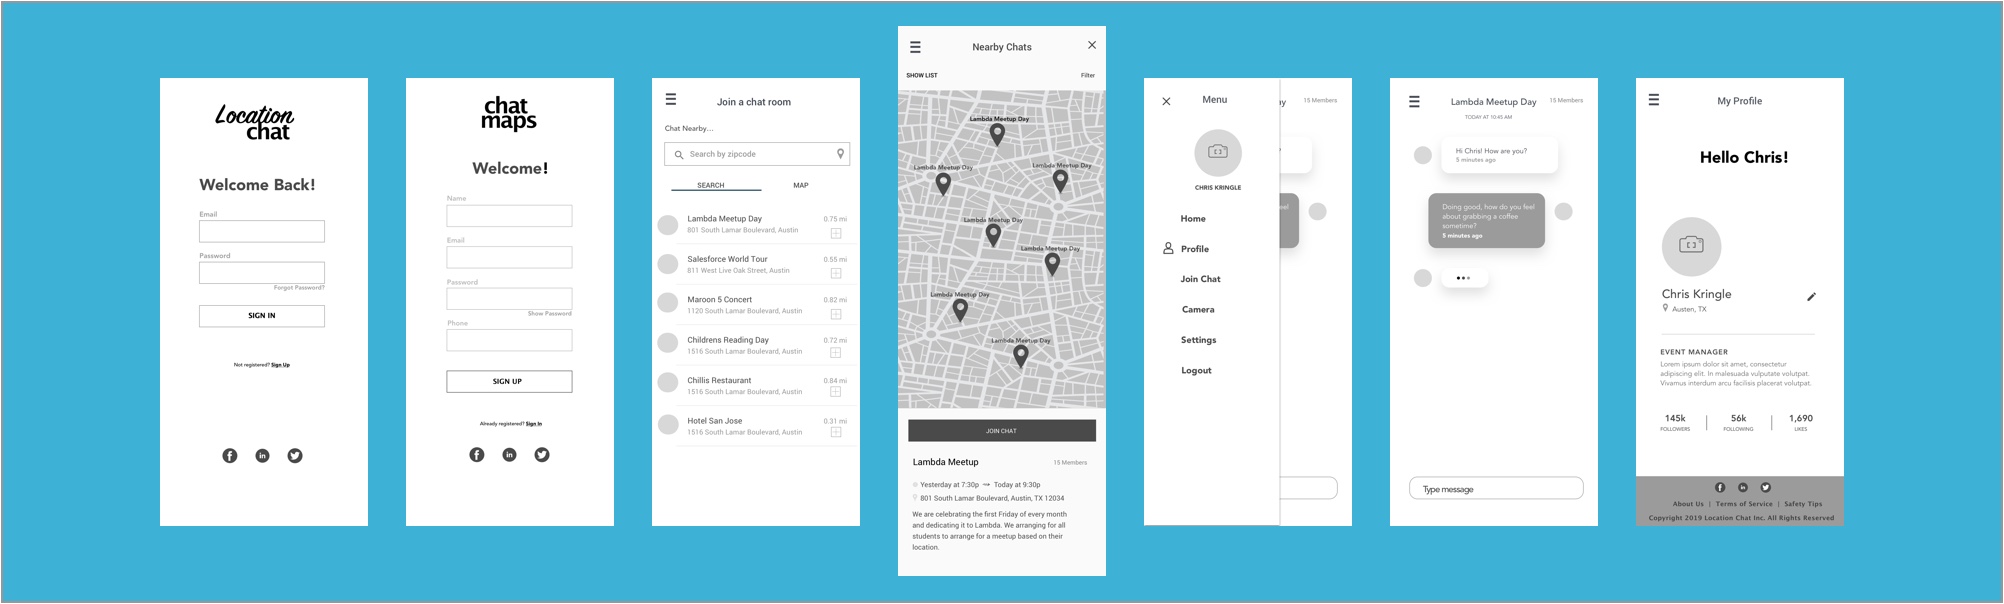 Location
chat
Welcome Back!
Email
Password
Forgot Password?
SIGN IN
Not registered? Sign Up
f
in
chat
maps
Welcome!
Name
Email
Password
Show Password
Phone
SIGN UP
Already registered? Sign In
f
in
Join a chat room
Chat Nearby...
Search by zipcode
SEARCH
MAP
Lambda Meetup Day
0.75 mi
801 South Lamar Boulevard, Austin
Salesforce World Tour
0.55 mi
811 West Live Oak Street, Austin
Maroon 5 Concert
0.82 mi
1120 South Lamar Boulevard, Austin
Childrens Reading Day
0.72 mi
1516 South Lamar Boulevard, Austin
Chillis Restaurant
0.84 mi
1516 South Lamar Boulevard, Austin
Hotel San Jose
0.31 mi
1516 South Lamar Boulevard, Austin
Nearby Chats
SHOW LIST
Filter
Lambda Meetup Day
Lambda Meetup Day
Lambda Meetup Day
Lambda Meetup Day
Lambda Meetup Day
Lambda Meetup Day
Lambda Meetup Day
JOIN CHAT
Lambda Meetup
15 Members
Yesterday at 7:30p → Today at 9:30p
801 South Lamar Boulevard, Austin, TX 12034
We are celebrating the first Friday of every month
and dedicating it to Lambda. We arranging for all
students to arrange for a meetup based on their
location.
Menu
CHRIS KRINGLE
Home
Profile
Join Chat
Camera
Settings
Logout
ay
15 Members
?
eel
Lambda Meetup Day
15 Members
TODAY AT 10:45 AM
Hi Chris! How are you?
5 minutes ago
Doing good, how do you feel
about grabbing a coffee
sometime?
5 minutes ago
Type message
My Profile
Hello Chris!
Chris Kringle
Austen, TX
EVENT MANAGER
Lorem ipsum dolor sit amet, consectetur
adipiscing elit. In malesuada vulputate volutpat.
Vivamus interdum arcu facilisis placerat volutpat.
145k
56k
1,690
FOLLOWERS
FOLLOWING
LIKES
f
in
About Us | Terms of Service | Safety Tips
Copyright 2019 Location Chat Inc. All Rights Reserved